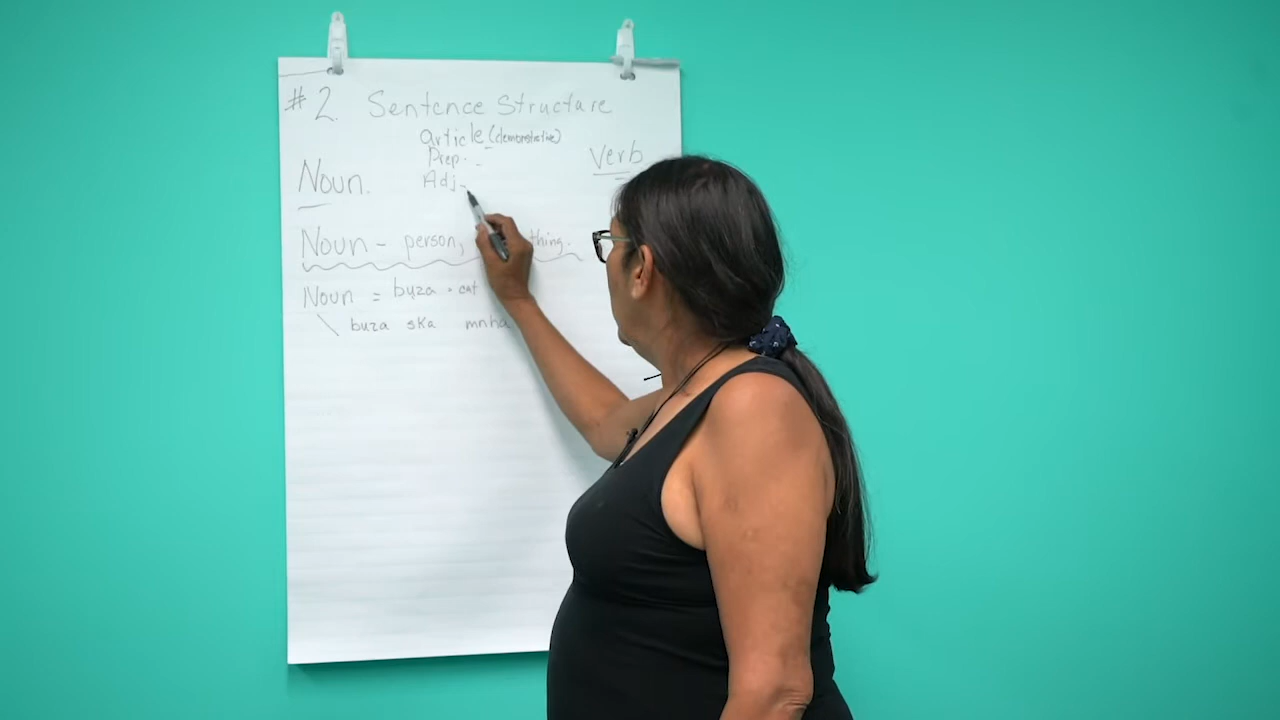 # 2. Sentence Structure
article (demonstrative)
Prep.
Verb
Noun.
Adj.
Noun - person, thing.
Noun = buza = cat
buza ska mnha